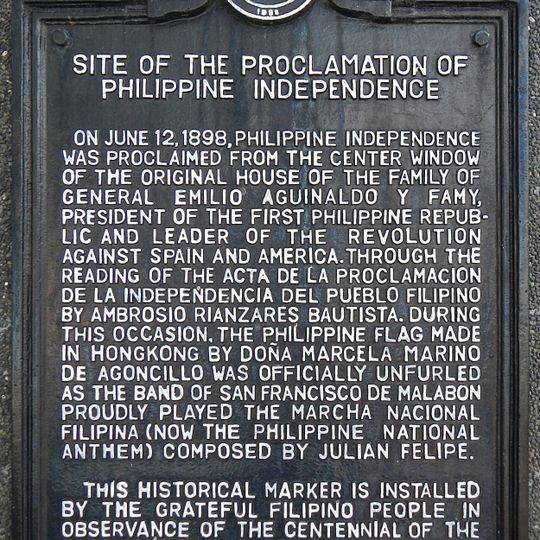 1998
SITE OF THE PROCLAMATION OF
PHILIPPINE INDEPENDENCE
ON JUNE 12, 1898, PHILIPPINE INDEPENDENCE
WAS PROCLAIMED FROM THE CENTER WINDOW
OF THE ORIGINAL HOUSE OF THE FAMILY OF
GENERAL EMILIO AGUINALDO Y FAMY,
PRESIDENT OF THE FIRST PHILIPPINE REPUB-
LIC AND LEADER OF THE REVOLUTION
AGAINST SPAIN AND AMERICA. THROUGH THE
READING OF THE ACTA DE LA PROCLAMACION
DE LA INDEPENDENCIA DEL PUEBLO FILIPINO
BY AMBROSIO RIANZARES BAUTISTA. DURING
THIS OCCASION, THE PHILIPPINE FLAG MADE
IN HONGKONG BY DOÑA MARCELA MARINO
DE AGONCILLO WAS OFFICIALLY UNFURLED
AS THE BAND OF SAN FRANCISCO DE MALABON
PROUDLY PLAYED THE MARCHA NACIONAL
FILIPINA (NOW THE PHILIPPINE NATIONAL
ANTHEM) COMPOSED BY JULIAN FELIPE.
THIS HISTORICAL MARKER IS INSTALLED
BY THE GRATEFUL FILIPINO PEOPLE IN
OBSERVANCE OF THE CENTENNIAL OF THE